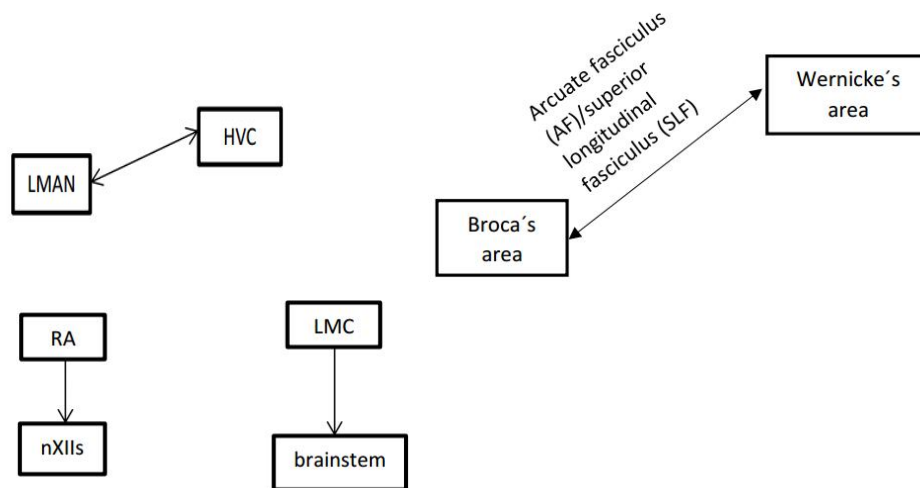 Arcuate fasciculus
(AF)/superior
longitudinal
fasciculus (SLF)
Wernicke´s
area
HVC
LMAN
Broca´s
area
RA
LMC
nXIIs
brainstem